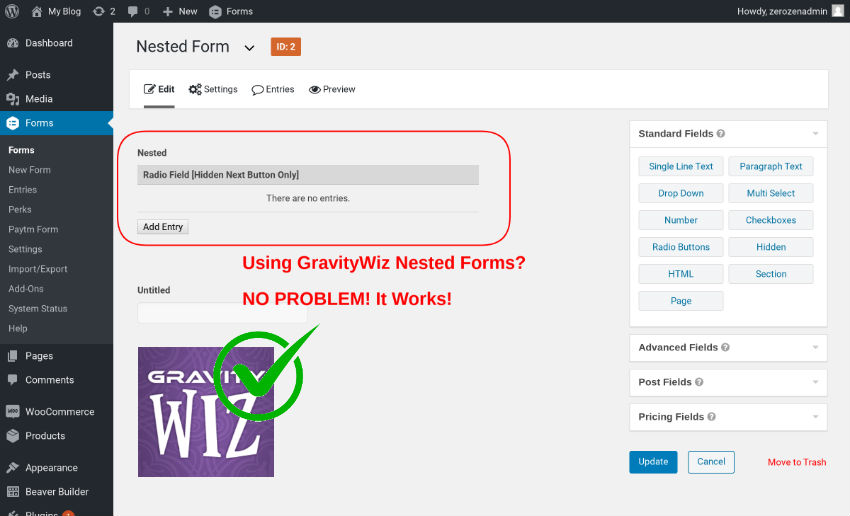 My Blog
2
0
New
Forms
Howdy, zerozenadmin
Dashboard
Posts
Media
Forms
Forms
New Form
Entries
Perks
Paytm Form
Settings
Import/Export
Add-Ons
System Status
Help
Pages
Comments
WooCommerce
Products
Appearance
Beaver Builder
Plugins
Nested Form
ID: 2
Edit
Settings
Entries
Preview
Nested
Radio Field [Hidden Next Button Only]
There are no entries.
Add Entry
Using GravityWiz Nested Forms?
Untitled
NO PROBLEM! It Works!
GRAVITY
WIZ
Standard Fields
Single Line Text
Paragraph Text
Drop Down
Multi Select
Number
Checkboxes
Radio Buttons
Hidden
HTML
Section
Page
Advanced Fields
Post Fields
Pricing Fields
Update
Cancel
Move to Trash